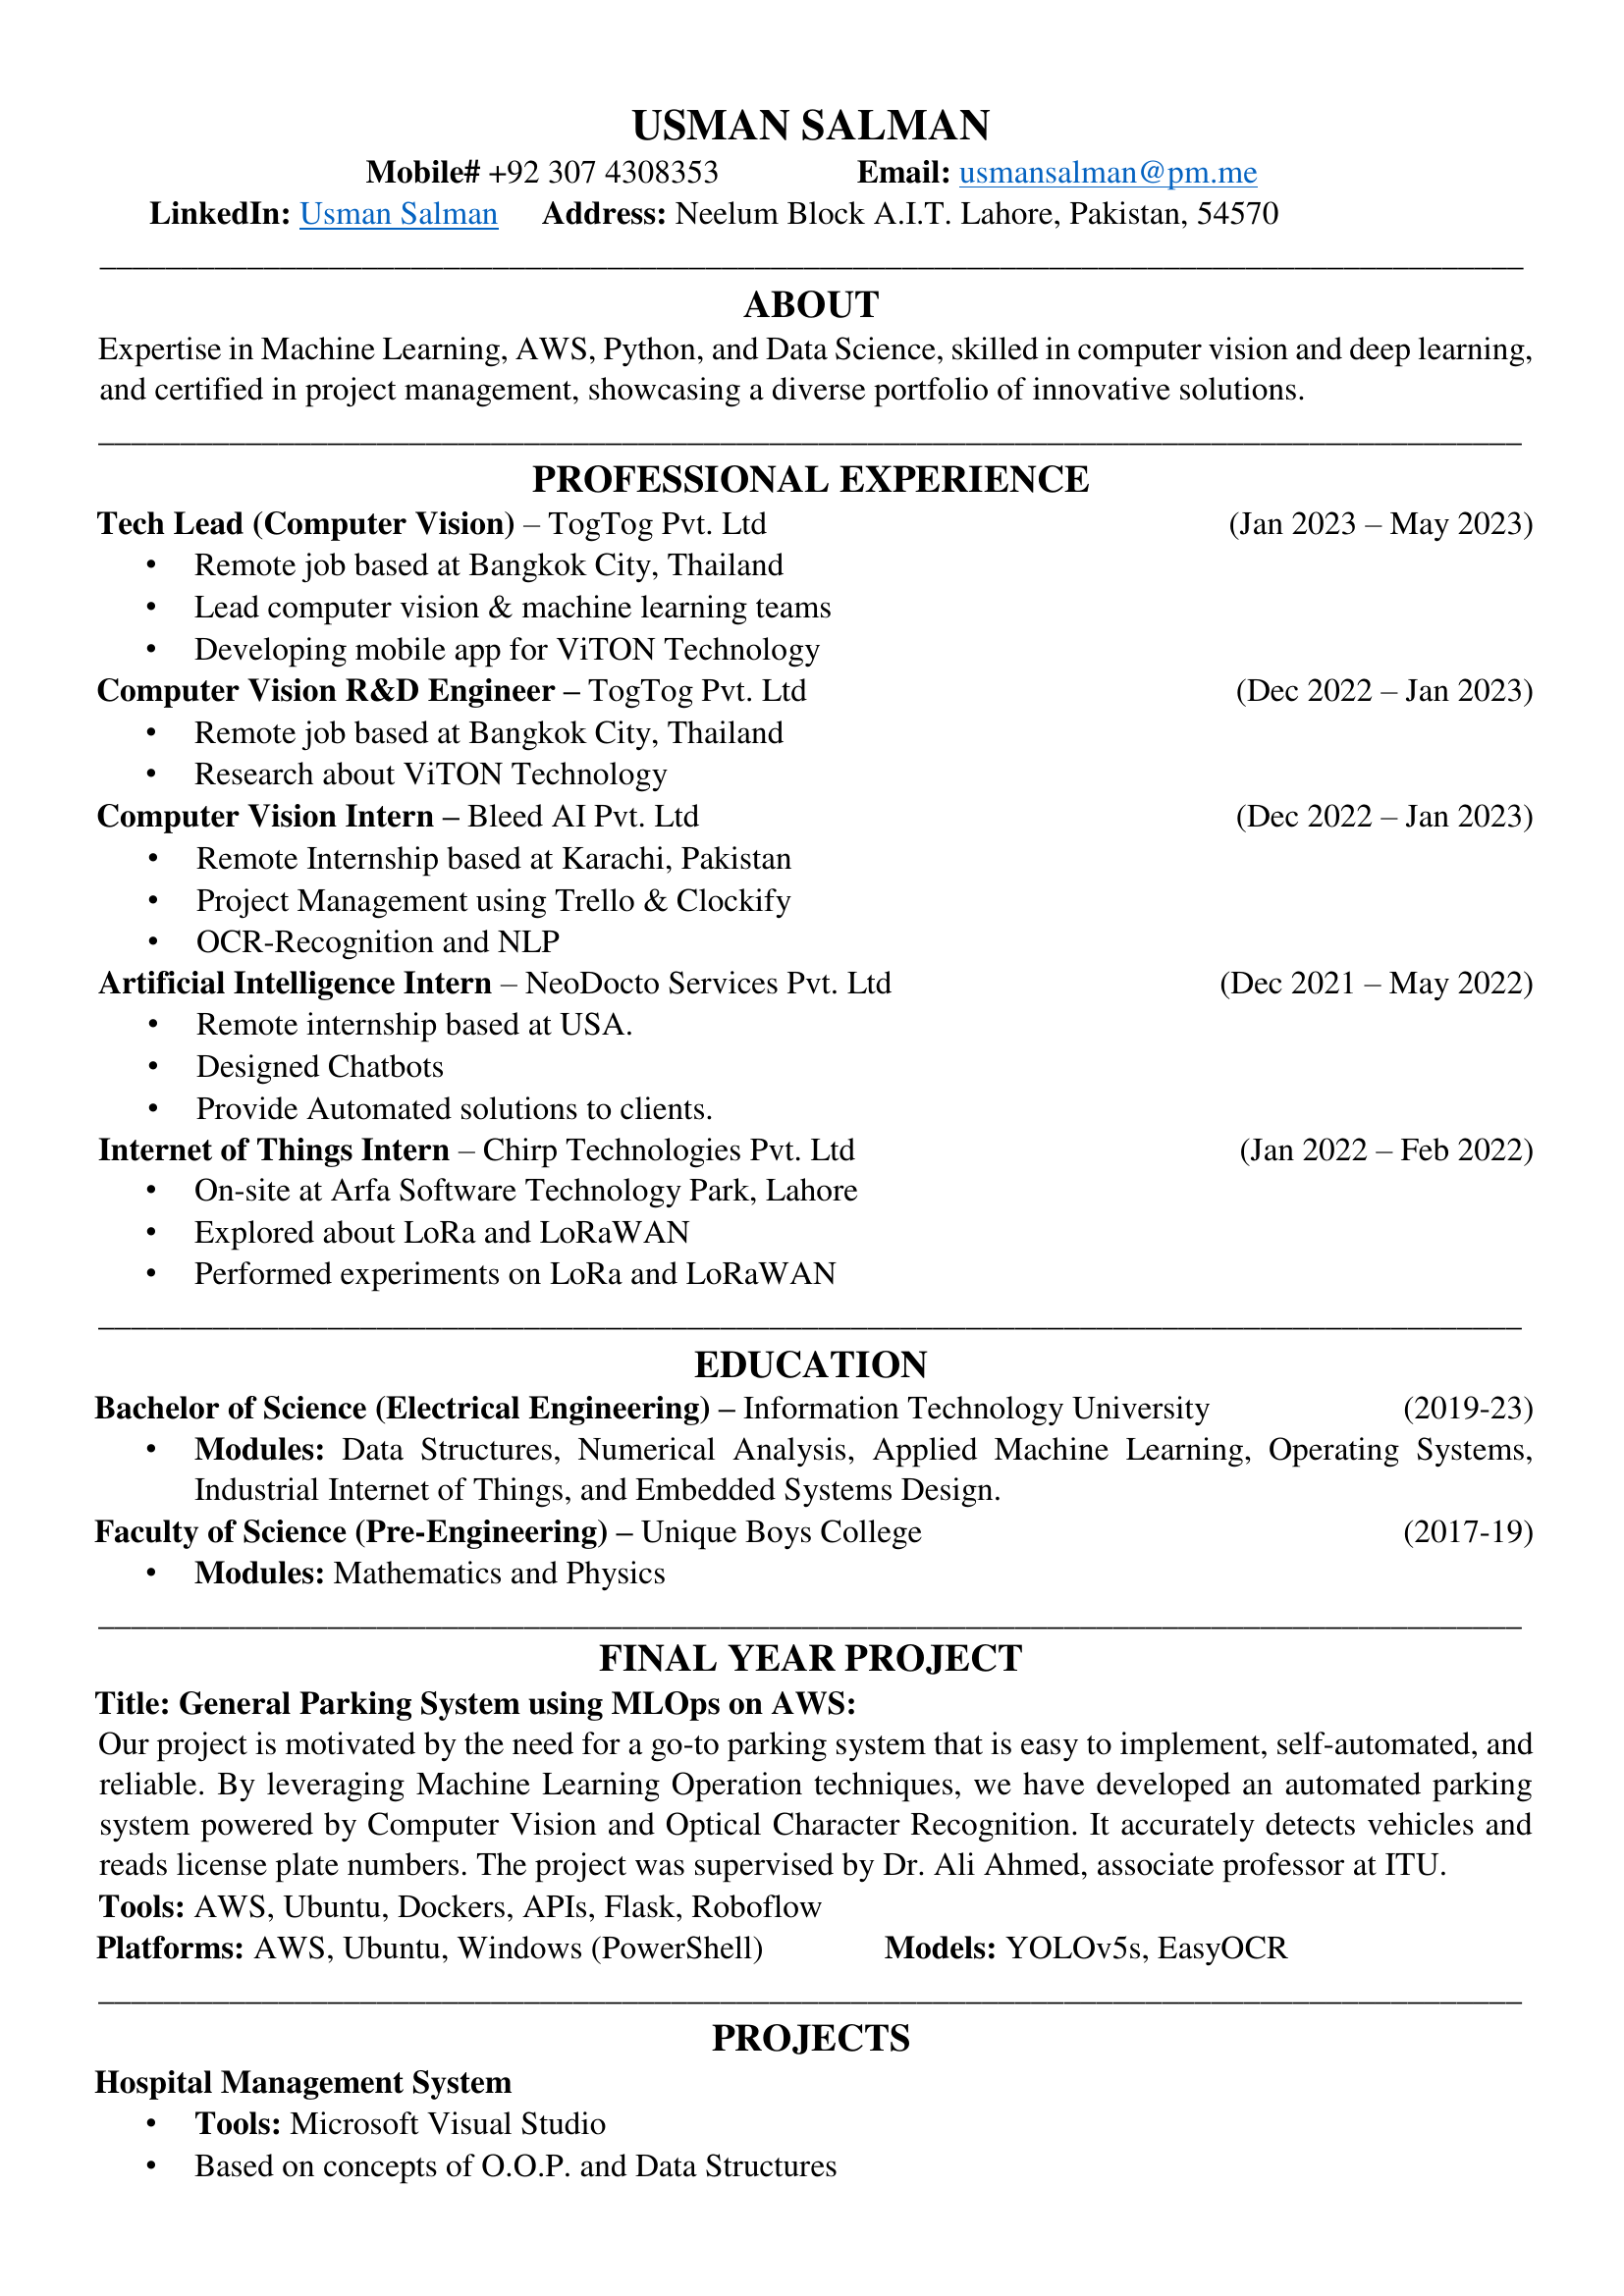 USMAN SALMAN
Mobile# +92 307 4308353 Email: usmansalman@pm.me
LinkedIn: Usman Salman Address: Neelum Block A.I.T. Lahore, Pakistan, 54570
ABOUT
Expertise in Machine Learning, AWS, Python, and Data Science, skilled in computer vision and deep learning,
and certified in project management, showcasing a diverse portfolio of innovative solutions.
PROFESSIONAL EXPERIENCE
Tech Lead (Computer Vision) – TogTog Pvt. Ltd (Jan 2023 – May 2023)
• Remote job based at Bangkok City, Thailand
• Lead computer vision & machine learning teams
• Developing mobile app for ViTON Technology
Computer Vision R&D Engineer – TogTog Pvt. Ltd (Dec 2022 – Jan 2023)
• Remote job based at Bangkok City, Thailand
• Research about ViTON Technology
Computer Vision Intern – Bleed AI Pvt. Ltd (Dec 2022 – Jan 2023)
• Remote Internship based at Karachi, Pakistan
• Project Management using Trello & Clockify
• OCR-Recognition and NLP
Artificial Intelligence Intern – NeoDocto Services Pvt. Ltd (Dec 2021 – May 2022)
• Remote internship based at USA.
• Designed Chatbots
• Provide Automated solutions to clients.
Internet of Things Intern – Chirp Technologies Pvt. Ltd (Jan 2022 – Feb 2022)
• On-site at Arfa Software Technology Park, Lahore
• Explored about LoRa and LoRaWAN
• Performed experiments on LoRa and LoRaWAN
EDUCATION
Bachelor of Science (Electrical Engineering) – Information Technology University (2019-23)
• Modules: Data Structures, Numerical Analysis, Applied Machine Learning, Operating Systems,
Industrial Internet of Things, and Embedded Systems Design.
Faculty of Science (Pre-Engineering) – Unique Boys College (2017-19)
• Modules: Mathematics and Physics
FINAL YEAR PROJECT
Title: General Parking System using MLOps on AWS:
Our project is motivated by the need for a go-to parking system that is easy to implement, self-automated, and
reliable. By leveraging Machine Learning Operation techniques, we have developed an automated parking
system powered by Computer Vision and Optical Character Recognition. It accurately detects vehicles and
reads license plate numbers. The project was supervised by Dr. Ali Ahmed, associate professor at ITU.
Tools: AWS, Ubuntu, Dockers, APIs, Flask, Roboflow
Platforms: AWS, Ubuntu, Windows (PowerShell) Models: YOLOv5s, EasyOCR
PROJECTS
Hospital Management System
• Tools: Microsoft Visual Studio
• Based on concepts of O.O.P. and Data Structures